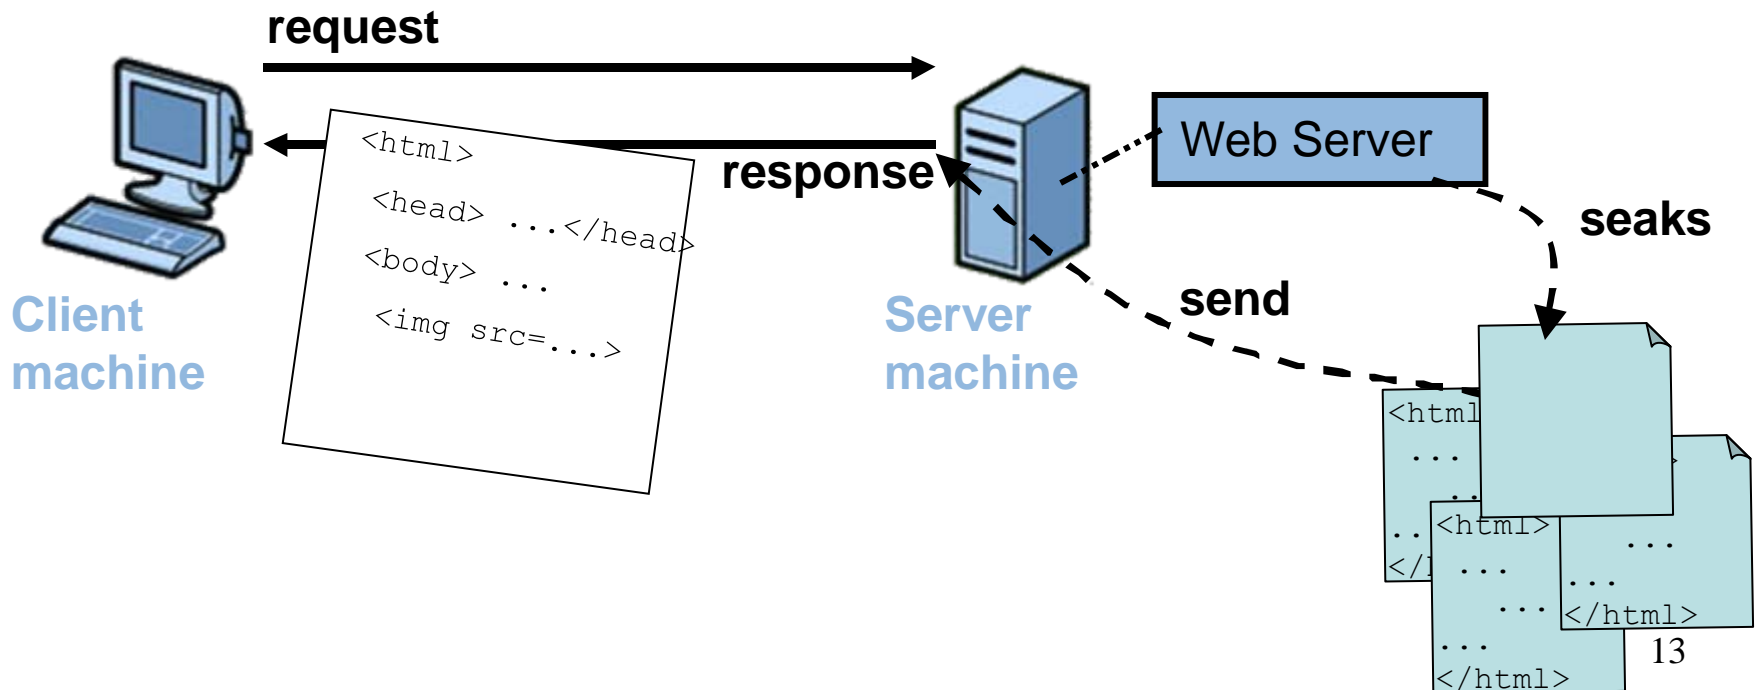 request
<html>
<head> ...</head>
<body> ...
<img src=...>
response
Web Server
seaks
send
Client
machine
Server
machine
<html
...
..
..
</
<html>
...
...
...
</html>
>
...
...
</html>
13